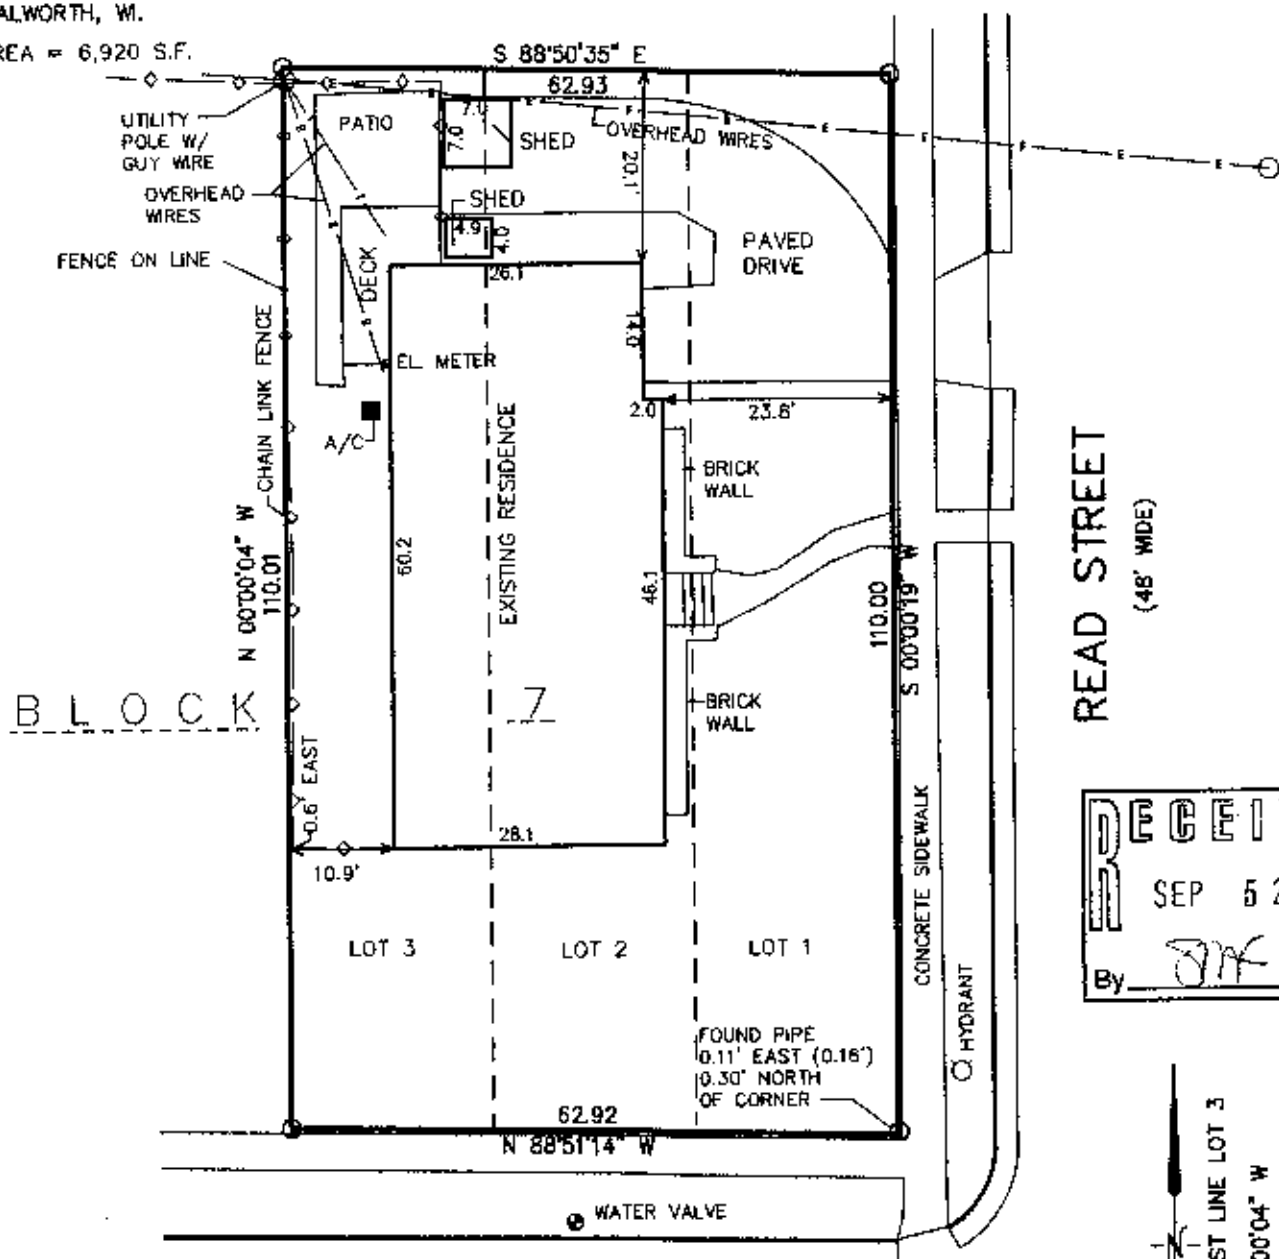 ALWORTH, WI.
REA = 6,920 S.F.
S 88°50'35" E
62.93
UTILITY
POLE W/
GUY WIRE
PATIO
7.0
7.0
SHED
OVERHEAD WIRES
20.1'
OVERHEAD
WIRES
SHED
4.9
4.0
PAVED
DRIVE
FENCE ON LINE
DECK
26.1
14.0
CHAIN LINK FENCE
EL. METER
2.0
23.6'
A/C
EXISTING RESIDENCE
BRICK
WALL
READ STREET
(46' WIDE)
N 00°00'04" W
110.01
60.2
46.1
110.00
S 00°00'19" W
BLOCK
7
BRICK
WALL
0.6' EAST
28.1
10.9'
CONCRETE SIDEWALK
RECEI
SEP 5 2
By
LOT 3
LOT 2
LOT 1
HYDRANT
FOUND PIPE
0.11' EAST (0.16')
0.30' NORTH
OF CORNER
62.92
N 88°51'14" W
WATER VALVE
N
ST LINE LOT 3
00'04" W